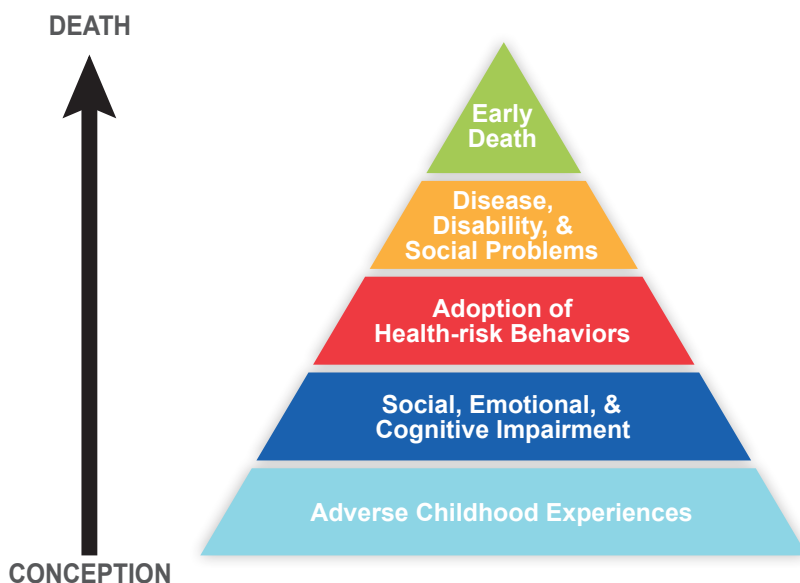 DEATH
Early
Death
Disease,
Disability, &
Social Problems
Adoption of
Health-risk Behaviors
Social, Emotional, &
Cognitive Impairment
Adverse Childhood Experiences
CONCEPTION